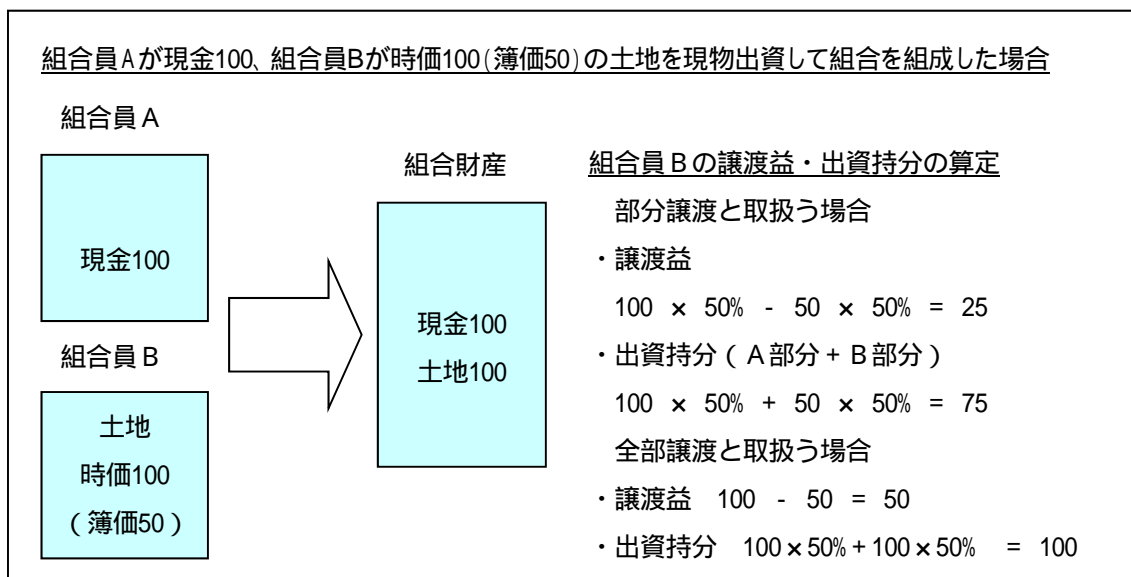 組合員Aが現金100、組合員Bが時価100(簿価50)の土地を現物出資して組合を組成した場合
組合員A
現金100
組合員B
土地
時価100
(簿価50)
組合財産
現金100
土地100
組合員Bの譲渡益・出資持分の算定
部分譲渡と取扱う場合
・譲渡益
100 × 50% - 50 × 50% = 25
・出資持分(A部分+B部分)
100 × 50% + 50 × 50% = 75
全部譲渡と取扱う場合
・譲渡益 100 - 50 = 50
・出資持分 100×50%+100×50% = 100